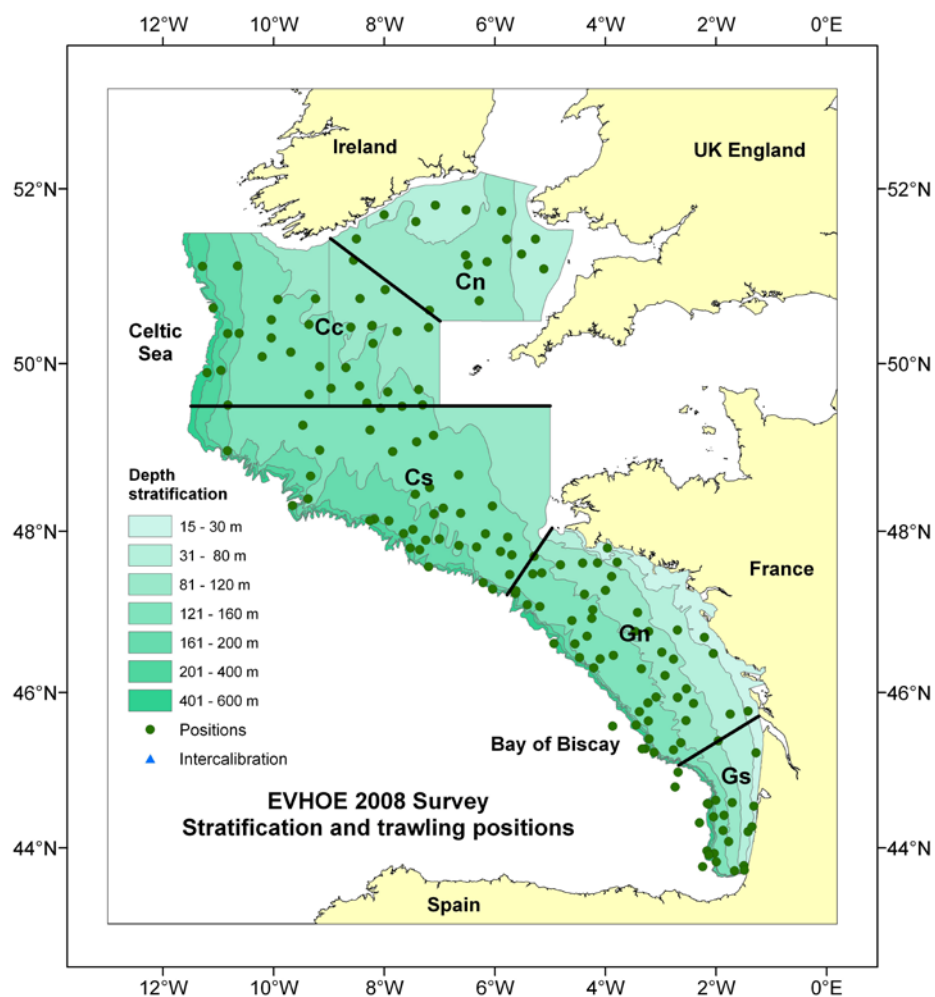 12°W 10°W 8°W 6°W 4°W 2°W 0°E
Ireland
UK England
52°N 52°N
Cn
Celtic
Sea
Cc
50°N 50°N
Cs
Depth
stratification
15 - 30 m
31 - 80 m
81 - 120 m
121 - 160 m
161 - 200 m
201 - 400 m
401 - 600 m
Positions
Intercalibration
48°N 48°N
France
Gn
46°N 46°N
Bay of Biscay
Gs
EVHOE 2008 Survey
Stratification and trawling positions
44°N 44°N
Spain
12°W 10°W 8°W 6°W 4°W 2°W 0°E